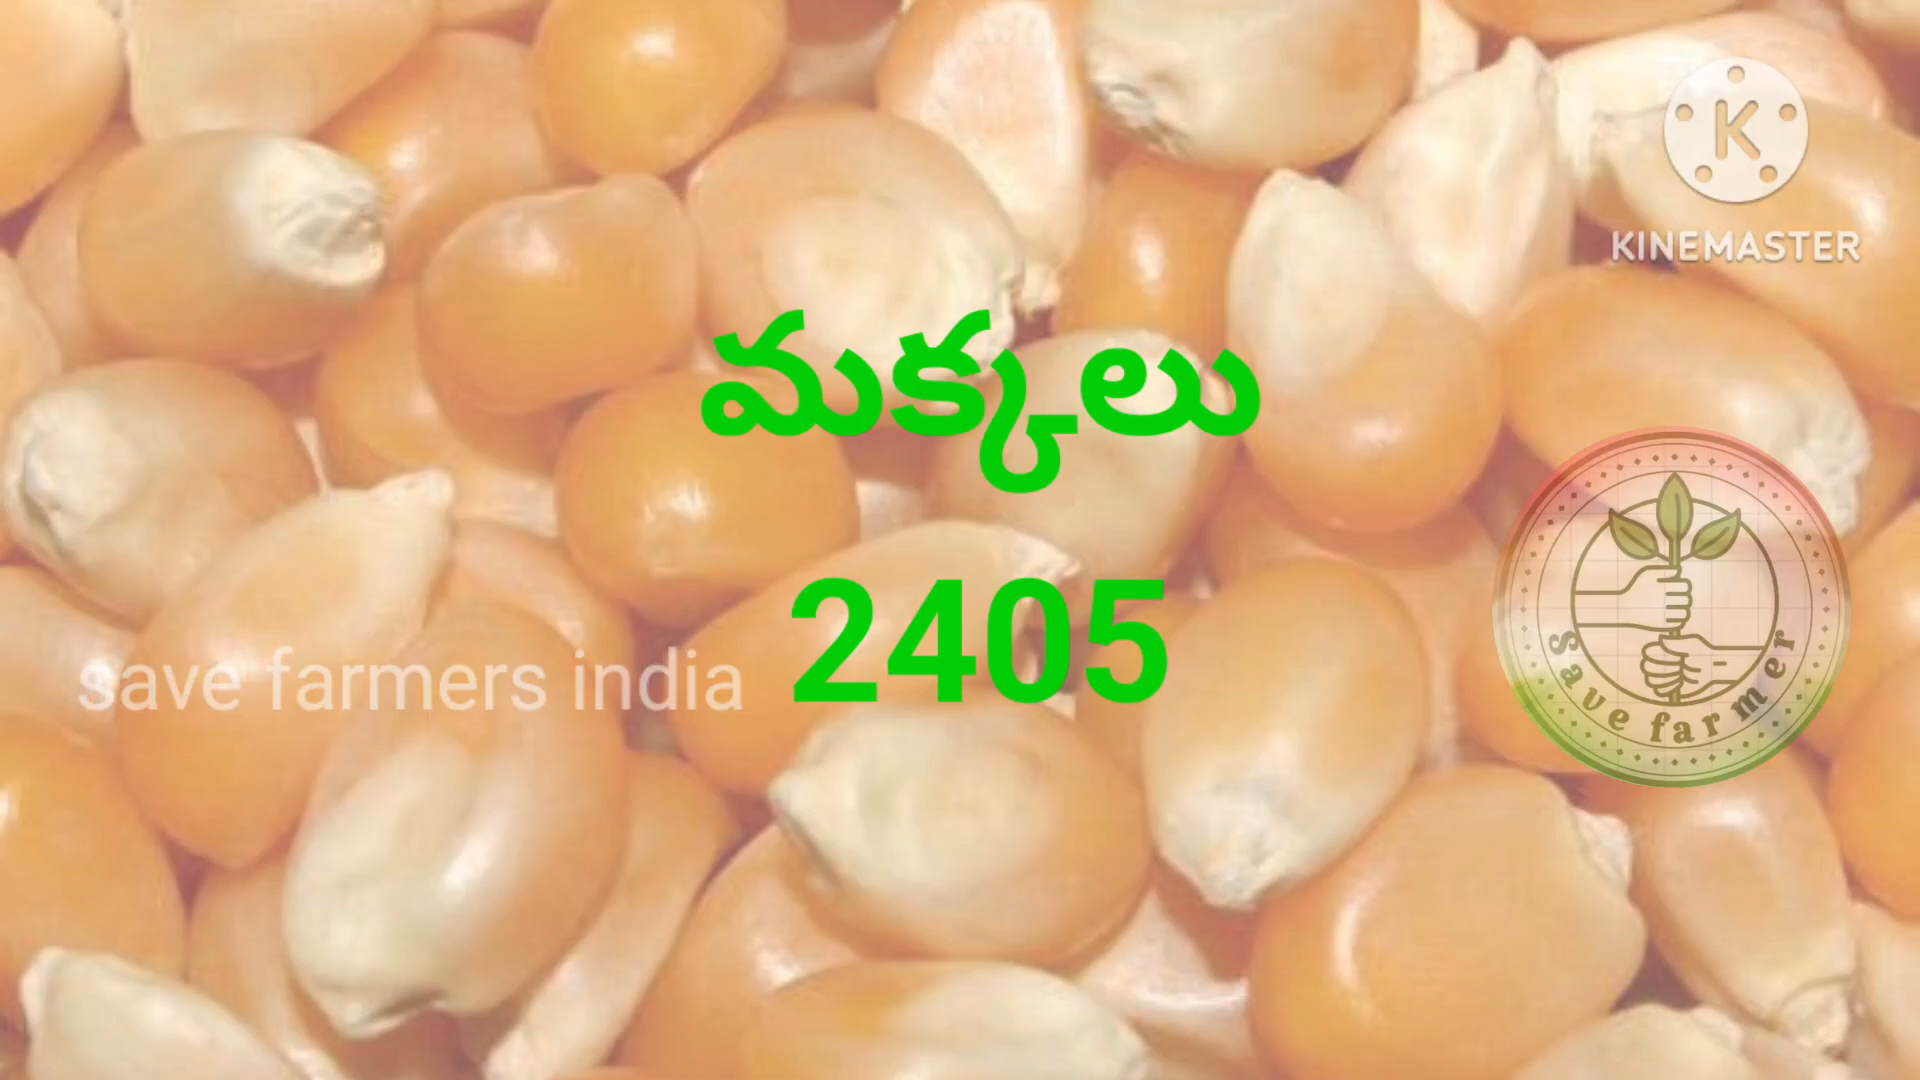 K
KINEMASTER
మక్కలు
2405
save farmers india
Save farmer